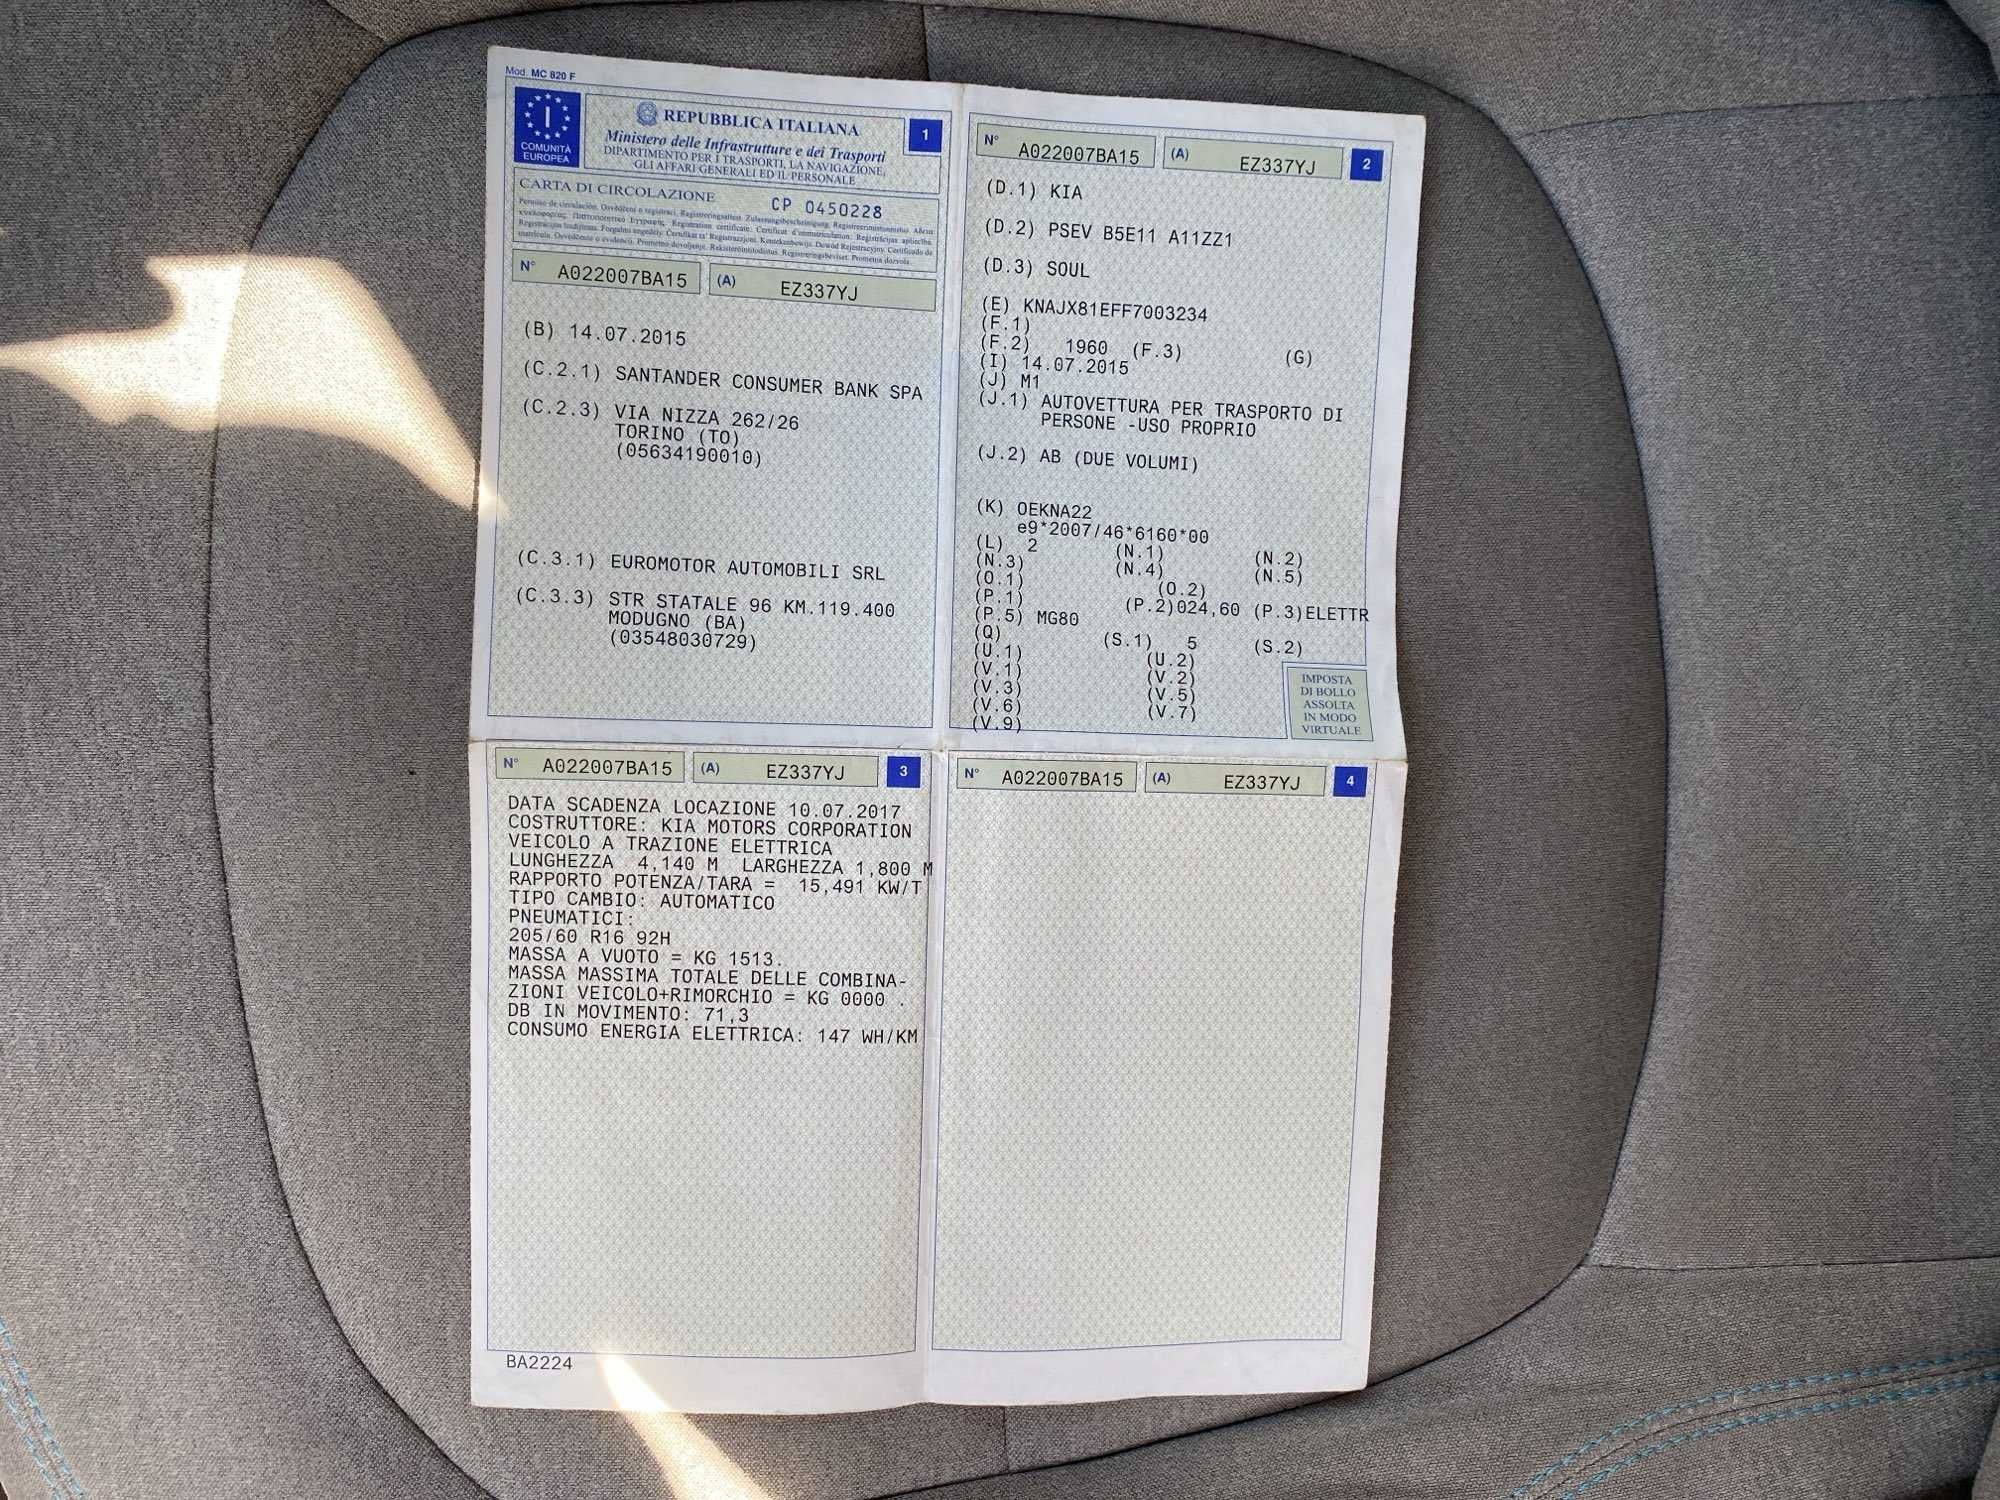 Mod. MC 820 F
I
COMUNITÀ
EUROPEA
REPUBBLICA ITALIANA
Ministero delle Infrastrutture e dei Trasporti
DIPARTIMENTO PER I TRASPORTI, LA NAVIGAZIONE,
GLI AFFARI GENERALI ED IL PERSONALE
1
CARTA DI CIRCOLAZIONE CP 0450228
N° A022007BA15 (A) EZ337YJ
(B) 14.07.2015
(C.2.1) SANTANDER CONSUMER BANK SPA
(C.2.3) VIA NIZZA 262/26
TORINO (TO)
(05634190010)
(C.3.1) EUROMOTOR AUTOMOBILI SRL
(C.3.3) STR STATALE 96 KM.119.400
MODUGNO (BA)
(03548030729)
N° A022007BA15 (A) EZ337YJ 2
(D.1) KIA
(D.2) PSEV B5E11 A11ZZ1
(D.3) SOUL
(E) KNAJX81EFF7003234
(F.1)
(F.2) 1960 (F.3) (G)
(I) 14.07.2015
(J) M1
(J.1) AUTOVETTURA PER TRASPORTO DI
PERSONE -USO PROPRIO
(J.2) AB (DUE VOLUMI)
(K) OEKNA22
e9*2007/46*6160*00
(L) 2 (N.1) (N.2)
(N.3) (N.4) (N.5)
(O.1) (O.2)
(P.1) (P.2)024,60 (P.3)ELETTR
(P.5) MG80
(Q) (S.1) 5 (S.2)
(U.1) (U.2)
(V.1) (V.2)
(V.3) (V.5)
(V.6) (V.7)
(V.9)
IMPOSTA
DI BOLLO
ASSOLTA
IN MODO
VIRTUALE
N° A022007BA15 (A) EZ337YJ 3
DATA SCADENZA LOCAZIONE 10.07.2017
COSTRUTTORE: KIA MOTORS CORPORATION
VEICOLO A TRAZIONE ELETTRICA
LUNGHEZZA 4,140 M LARGHEZZA 1,800 M
RAPPORTO POTENZA/TARA = 15,491 KW/T
TIPO CAMBIO: AUTOMATICO
PNEUMATICI:
205/60 R16 92H
MASSA A VUOTO = KG 1513.
MASSA MASSIMA TOTALE DELLE COMBINA-
ZIONI VEICOLO+RIMORCHIO = KG 0000 .
DB IN MOVIMENTO: 71,3
CONSUMO ENERGIA ELETTRICA: 147 WH/KM
BA2224
N° A022007BA15 (A) EZ337YJ 4